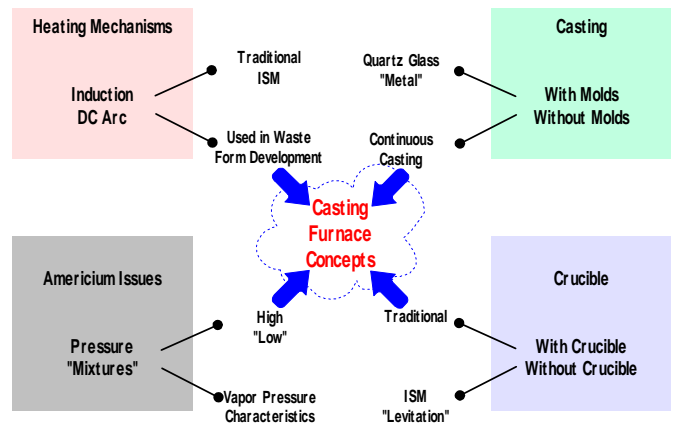 Heating Mechanisms
Induction
DC Arc
Traditional
ISM
Used in Waste
Form Development
Quartz Glass
"Metal"
Continuous
Casting
Casting
With Molds
Without Molds
Casting
Furnace
Concepts
Americium Issues
Pressure
"Mixtures"
High
"Low"
Vapor Pressure
Characteristics
Traditional
ISM
"Levitation"
Crucible
With Crucible
Without Crucible